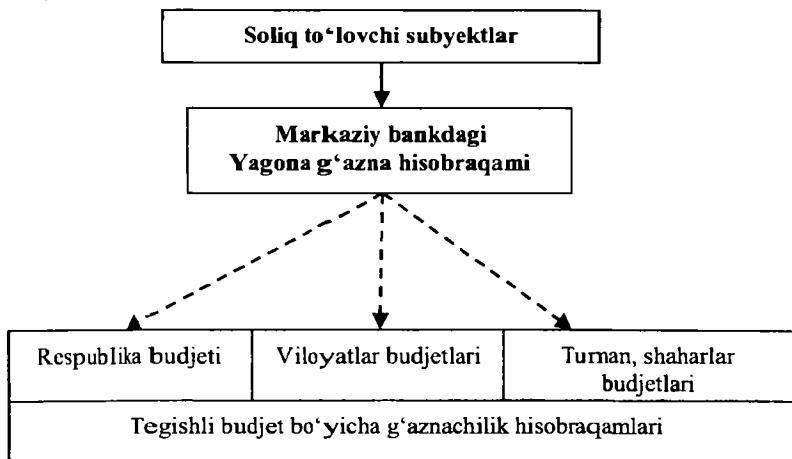 Soliq to‘lovchi subyektlar
Markaziy bankdagi
Yagona g‘azna hisobraqami
Respublika budjeti
Viloyatlar budjetlari
Tuman, shaharlar
budjetlari
Tegishli budjet bo‘yicha g‘aznachilik hisobraqamlari